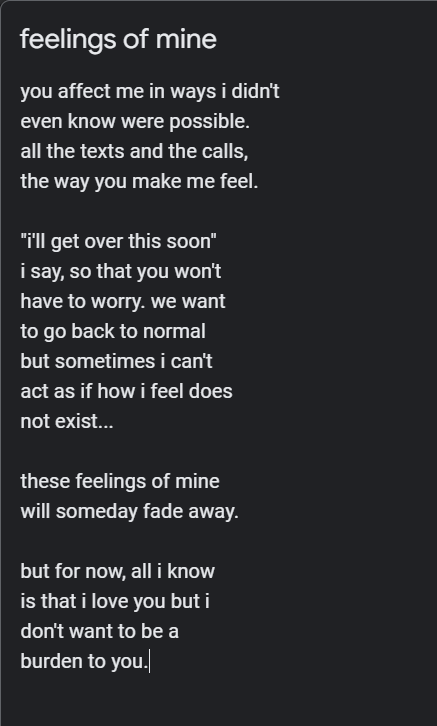 feelings of mine
you affect me in ways i didn't
even know were possible.
all the texts and the calls,
the way you make me feel.
"i'll get over this soon"
i say, so that you won't
have to worry. we want
to go back to normal
but sometimes i can't
act as if how i feel does
not exist...
these feelings of mine
will someday fade away.
but for now, all i know
is that i love you but i
don't want to be a
burden to you.